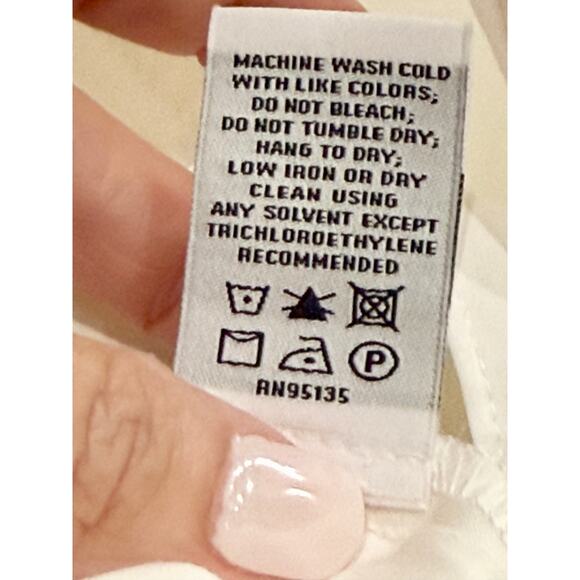 MACHINE WASH COLD
WITH LIKE COLORS;
DO NOT BLEACH;
DO NOT TUMBLE DRY;
HANG TO DRY;
LOW IRON OR DRY
CLEAN USING
ANY SOLVENT EXCEPT
TRICHLOROETHYLENE
RECOMMENDED
P
RN95135